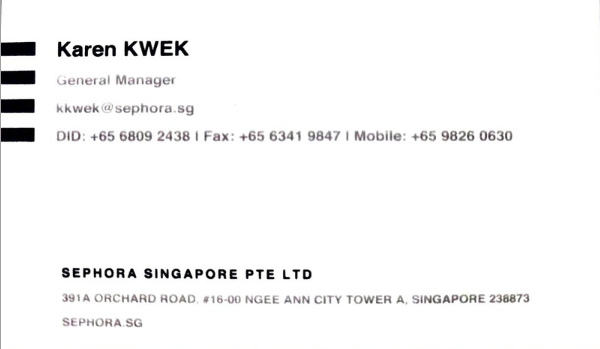 Karen KWEK
General Manager
kkwek@sephora.sg
DID: +65 6809 2438 | Fax: +65 6341 9847 | Mobile: +65 9826 0630
SEPHORA SINGAPORE PTE LTD
391A ORCHARD ROAD, #16-00 NGEE ANN CITY TOWER A, SINGAPORE 238873
SEPHORA.SG